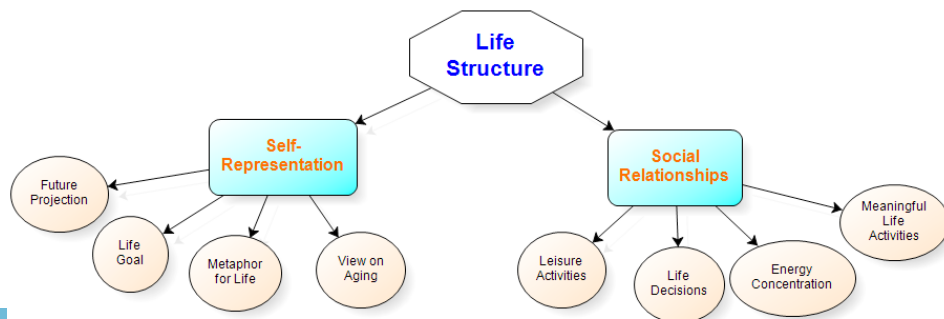 Life
Structure
Self-
Representation
Social
Relationships
Future
Projection
Life
Goal
Metaphor
for Life
View on
Aging
Leisure
Activities
Life
Decisions
Energy
Concentration
Meaningful
Life
Activities